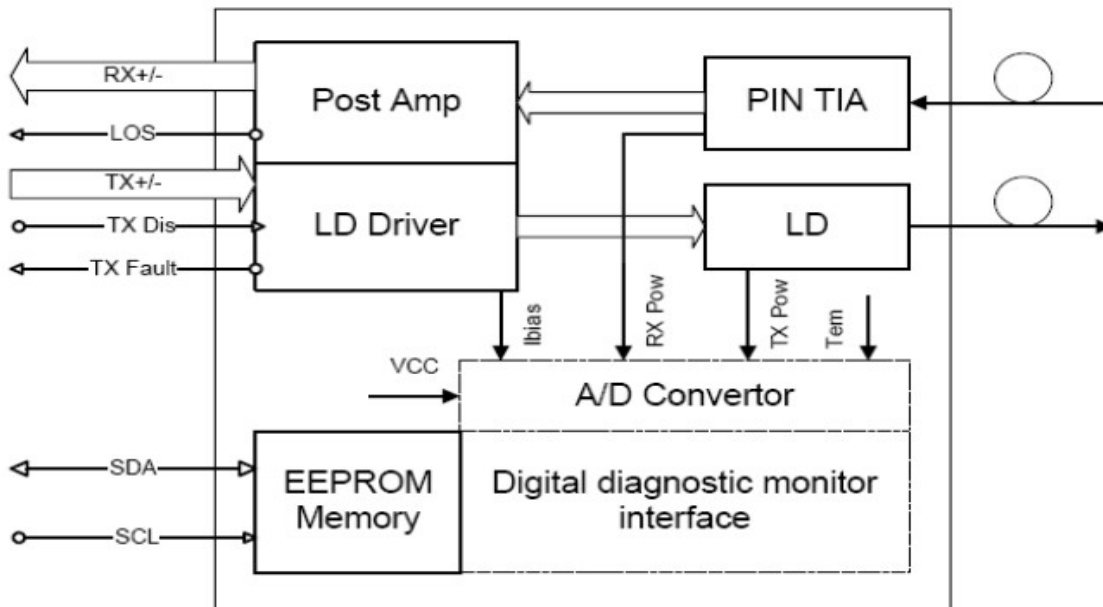 RX+/-
Post Amp
PIN TIA
LOS
TX+/-
TX Dis
LD Driver
LD
TX Fault
Ibias
RX Pow
TX Pow
Tem
VCC
A/D Convertor
SDA
EEPROM
Memory
Digital diagnostic monitor
interface
SCL